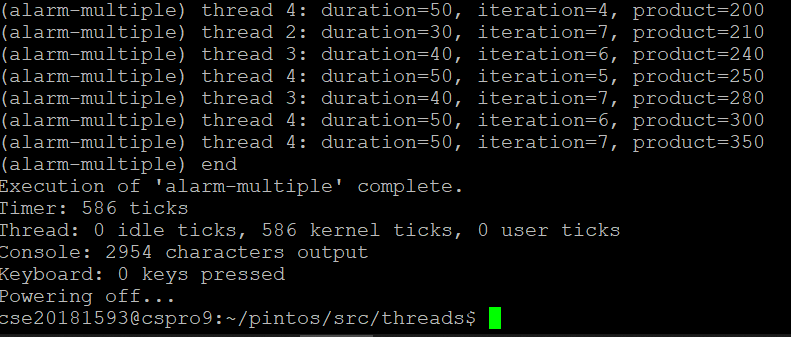 (alarm-multiple) thread 4: duration=50, iteration=4, product=200
(alarm-multiple) thread 2: duration=30, iteration=7, product=210
(alarm-multiple) thread 3: duration=40, iteration=6, product=240
(alarm-multiple) thread 4: duration=50, iteration=5, product=250
(alarm-multiple) thread 3: duration=40, iteration=7, product=280
(alarm-multiple) thread 4: duration=50, iteration=6, product=300
(alarm-multiple) thread 4: duration=50, iteration=7, product=350
(alarm-multiple) end
Execution of 'alarm-multiple' complete.
Timer: 586 ticks
Thread: 0 idle ticks, 586 kernel ticks, 0 user ticks
Console: 2954 characters output
Keyboard: 0 keys pressed
Powering off...
cse20181593@cspro9:~/pintos/src/threads$